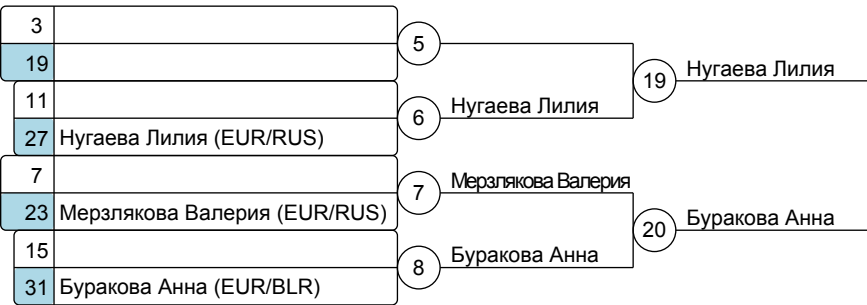 3
19
5
11
27 Нугаева Лилия (EUR/RUS)
6
Нугаева Лилия
19
Нугаева Лилия
7
23 Мерзлякова Валерия (EUR/RUS)
7
Мерзлякова Валерия
15
31 Буракова Анна (EUR/BLR)
8
Буракова Анна
20
Буракова Анна